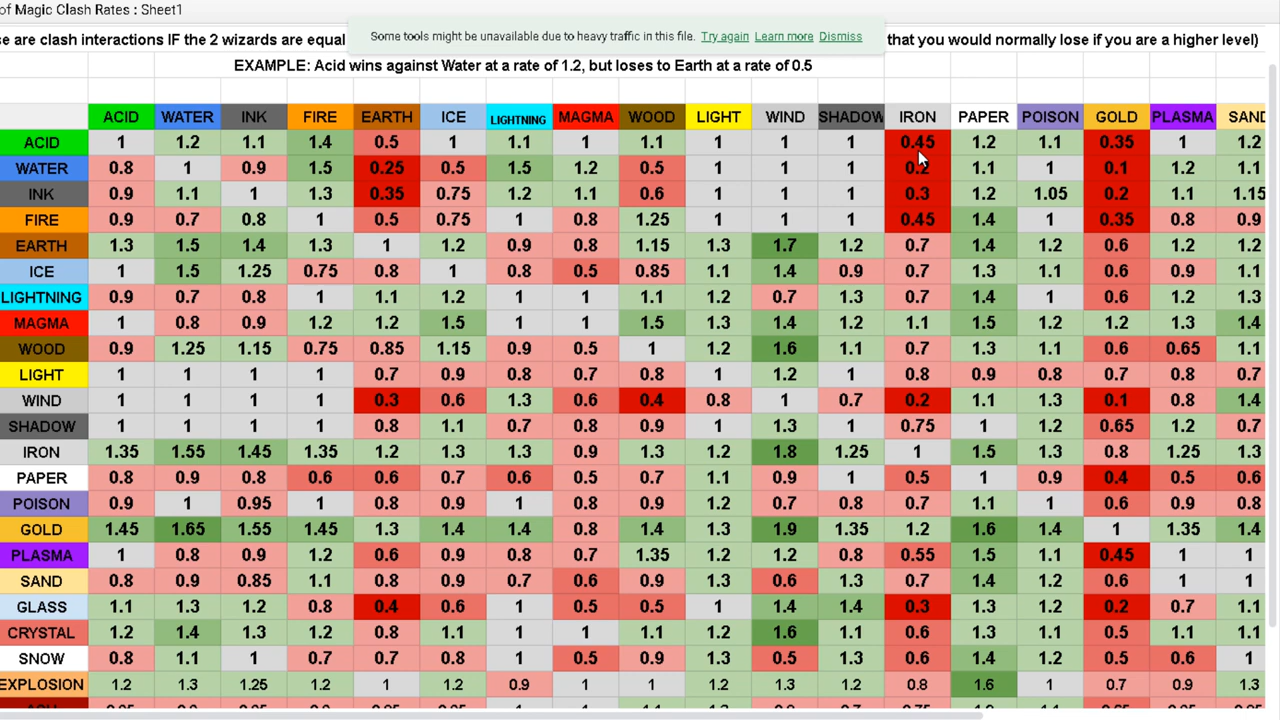 of Magic Clash Rates : Sheet1
Some tools might be unavailable due to heavy traffic in this file. Try again Learn more Dismiss
se are clash interactions IF the 2 wizards are equal that you would normally lose if you are a higher level)
EXAMPLE: Acid wins against Water at a rate of 1.2, but loses to Earth at a rate of 0.5
ACID WATER INK FIRE EARTH ICE LIGHTNING MAGMA WOOD LIGHT WIND SHADOW IRON PAPER POISON GOLD PLASMA SAND
ACID 1 1.2 1.1 1.4 0.5 1 1.1 1 1.1 1 1 1 0.45 1.2 1.1 0.35 1 1.2
WATER 0.8 1 0.9 1.5 0.25 0.5 1.5 1.2 0.5 1 1 1 0.2 1.1 1 0.1 1.2 1.1
INK 0.9 1.1 1 1.3 0.35 0.75 1.2 1.1 0.6 1 1 1 0.3 1.2 1.05 0.2 1.1 1.15
FIRE 0.9 0.7 0.8 1 0.5 0.75 1 0.8 1.25 1 1 1 0.45 1.4 1 0.35 0.8 0.9
EARTH 1.3 1.5 1.4 1.3 1 1.2 0.9 0.8 1.15 1.3 1.7 1.2 0.7 1.4 1.2 0.6 1.2 1.2
ICE 1 1.5 1.25 0.75 0.8 1 0.8 0.5 0.85 1.1 1.4 0.9 0.7 1.3 1.1 0.6 0.9 1.1
LIGHTNING 0.9 0.7 0.8 1 1.1 1.2 1 1 1.1 1.2 0.7 1.3 0.7 1.4 1 0.6 1.2 1.3
MAGMA 1 0.8 0.9 1.2 1.2 1.5 1 1 1.5 1.3 1.4 1.2 1.1 1.5 1.2 1.2 1.3 1.4
WOOD 0.9 1.25 1.15 0.75 0.85 1.15 0.9 0.5 1 1.2 1.6 1.1 0.7 1.3 1.1 0.6 0.65 1.1
LIGHT 1 1 1 1 0.7 0.9 0.8 0.7 0.8 1 1.2 1 0.8 0.9 0.8 0.7 0.8 0.7
WIND 1 1 1 1 0.3 0.6 1.3 0.6 0.4 0.8 1 0.7 0.2 1.1 1.3 0.1 0.8 1.4
SHADOW 1 1 1 1 0.8 1.1 0.7 0.8 0.9 1 1.3 1 0.75 1 1.2 0.65 1.2 0.7
IRON 1.35 1.55 1.45 1.35 1.2 1.3 1.3 0.9 1.3 1.2 1.8 1.25 1 1.5 1.3 0.8 1.25 1.3
PAPER 0.8 0.9 0.8 0.6 0.6 0.7 0.6 0.5 0.7 1.1 0.9 1 0.5 1 0.9 0.4 0.5 0.6
POISON 0.9 1 0.95 1 0.8 0.9 1 0.8 0.9 1.2 0.7 0.8 0.7 1.1 1 0.6 0.9 0.8
GOLD 1.45 1.65 1.55 1.45 1.3 1.4 1.4 0.8 1.4 1.3 1.9 1.35 1.2 1.6 1.4 1 1.35 1.4
PLASMA 1 0.8 0.9 1.2 0.6 0.9 0.8 0.7 1.35 1.2 1.2 0.8 0.55 1.5 1.1 0.45 1 1
SAND 0.8 0.9 0.85 1.1 0.8 0.9 0.7 0.6 0.9 1.3 0.6 1.3 0.7 1.4 1.2 0.6 1 1
GLASS 1.1 1.3 1.2 0.8 0.4 0.6 1 0.5 0.5 1 1.4 1.4 0.3 1.3 1.2 0.2 0.7 1.1
CRYSTAL 1.2 1.4 1.3 1.2 0.8 1.1 1 1 1.1 1.2 1.6 1.1 0.6 1.3 1.1 0.5 1.1 1.1
SNOW 0.8 1.1 1 0.7 0.7 0.8 1 0.5 0.9 1.3 0.5 1.3 0.6 1.4 1.2 0.5 0.6 1
EXPLOSION 1.2 1.3 1.25 1.2 1 1.2 0.9 1 1 1.2 1.3 1.2 0.8 1.6 1 0.7 0.9 1.3